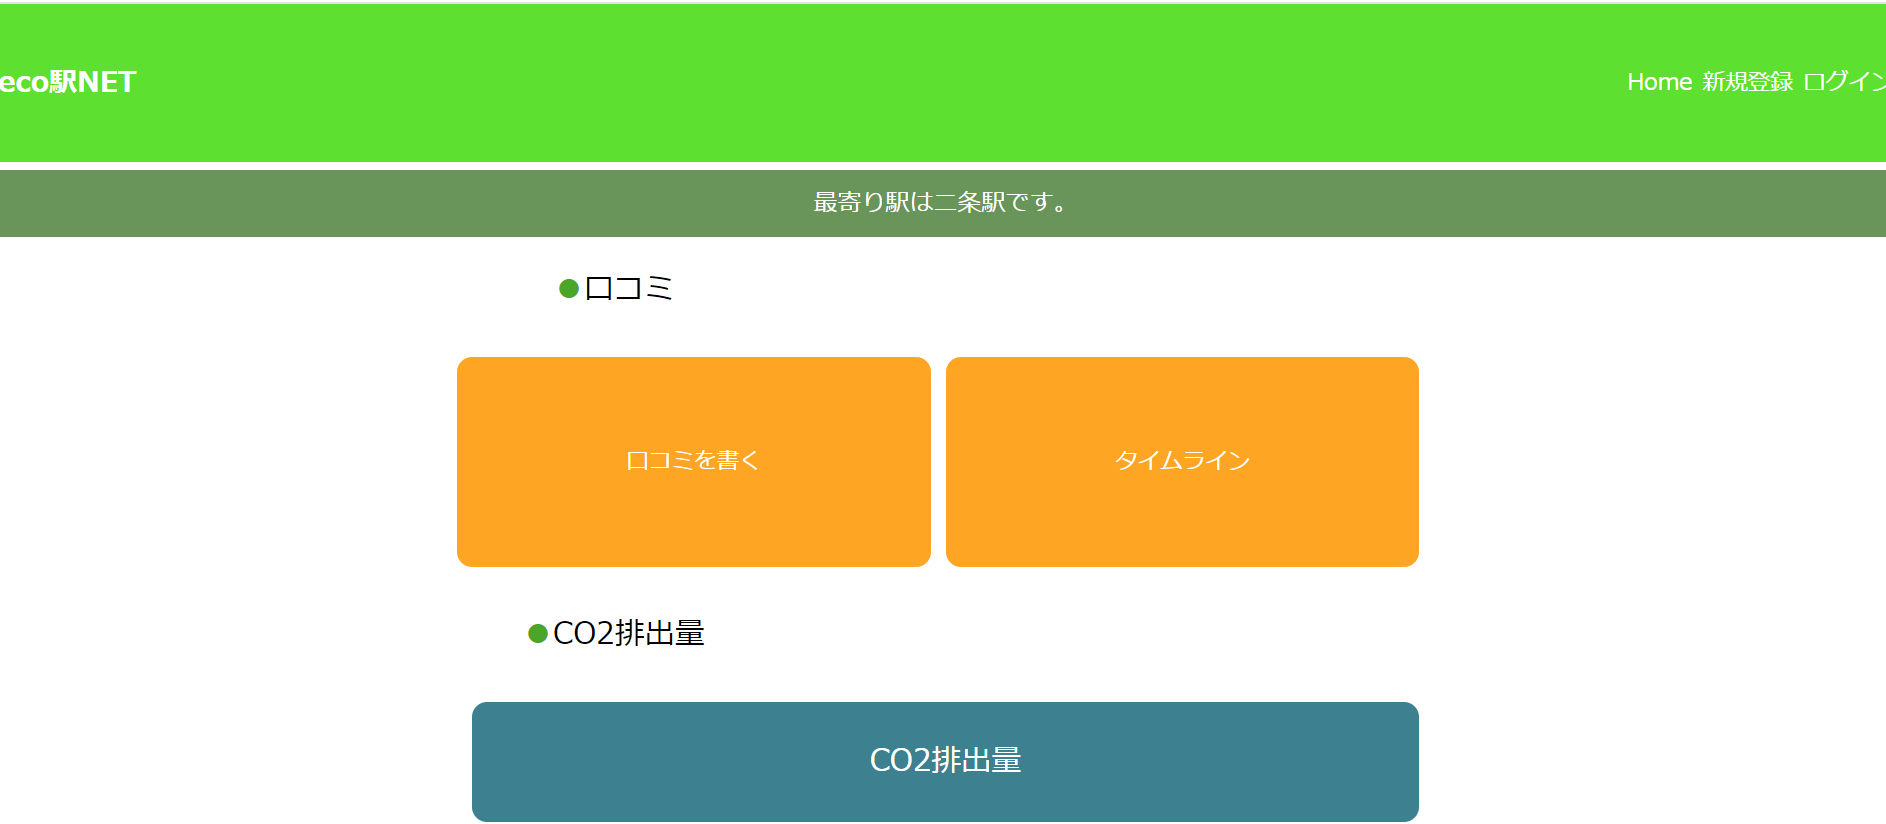 eco駅NET
Home 新規登録 ログイン
最寄り駅は二条駅です。
●口コミ
口コミを書く
タイムライン
●CO2排出量
CO2排出量